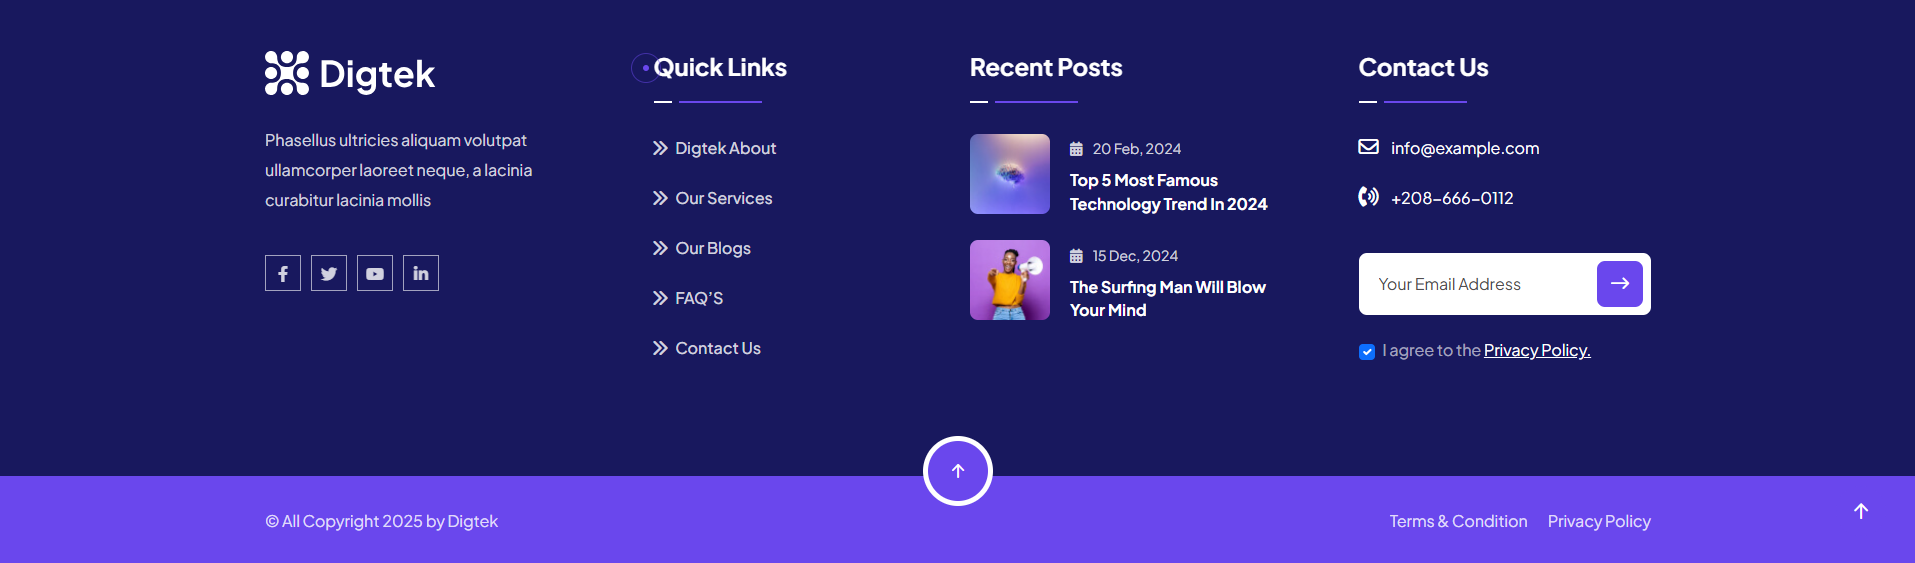 Digtek
Phasellus ultricies aliquam volutpat
ullamcorper laoreet neque, a lacinia
curabitur lacinia mollis
Quick Links
Digtek About
Our Services
Our Blogs
FAQ'S
Contact Us
Recent Posts
20 Feb, 2024
Top 5 Most Famous
Technology Trend In 2024
15 Dec, 2024
The Surfing Man Will Blow
Your Mind
Contact Us
info@example.com
+208-666-0112
Your Email Address
I agree to the Privacy Policy.
© All Copyright 2025 by Digtek
Terms & Condition Privacy Policy